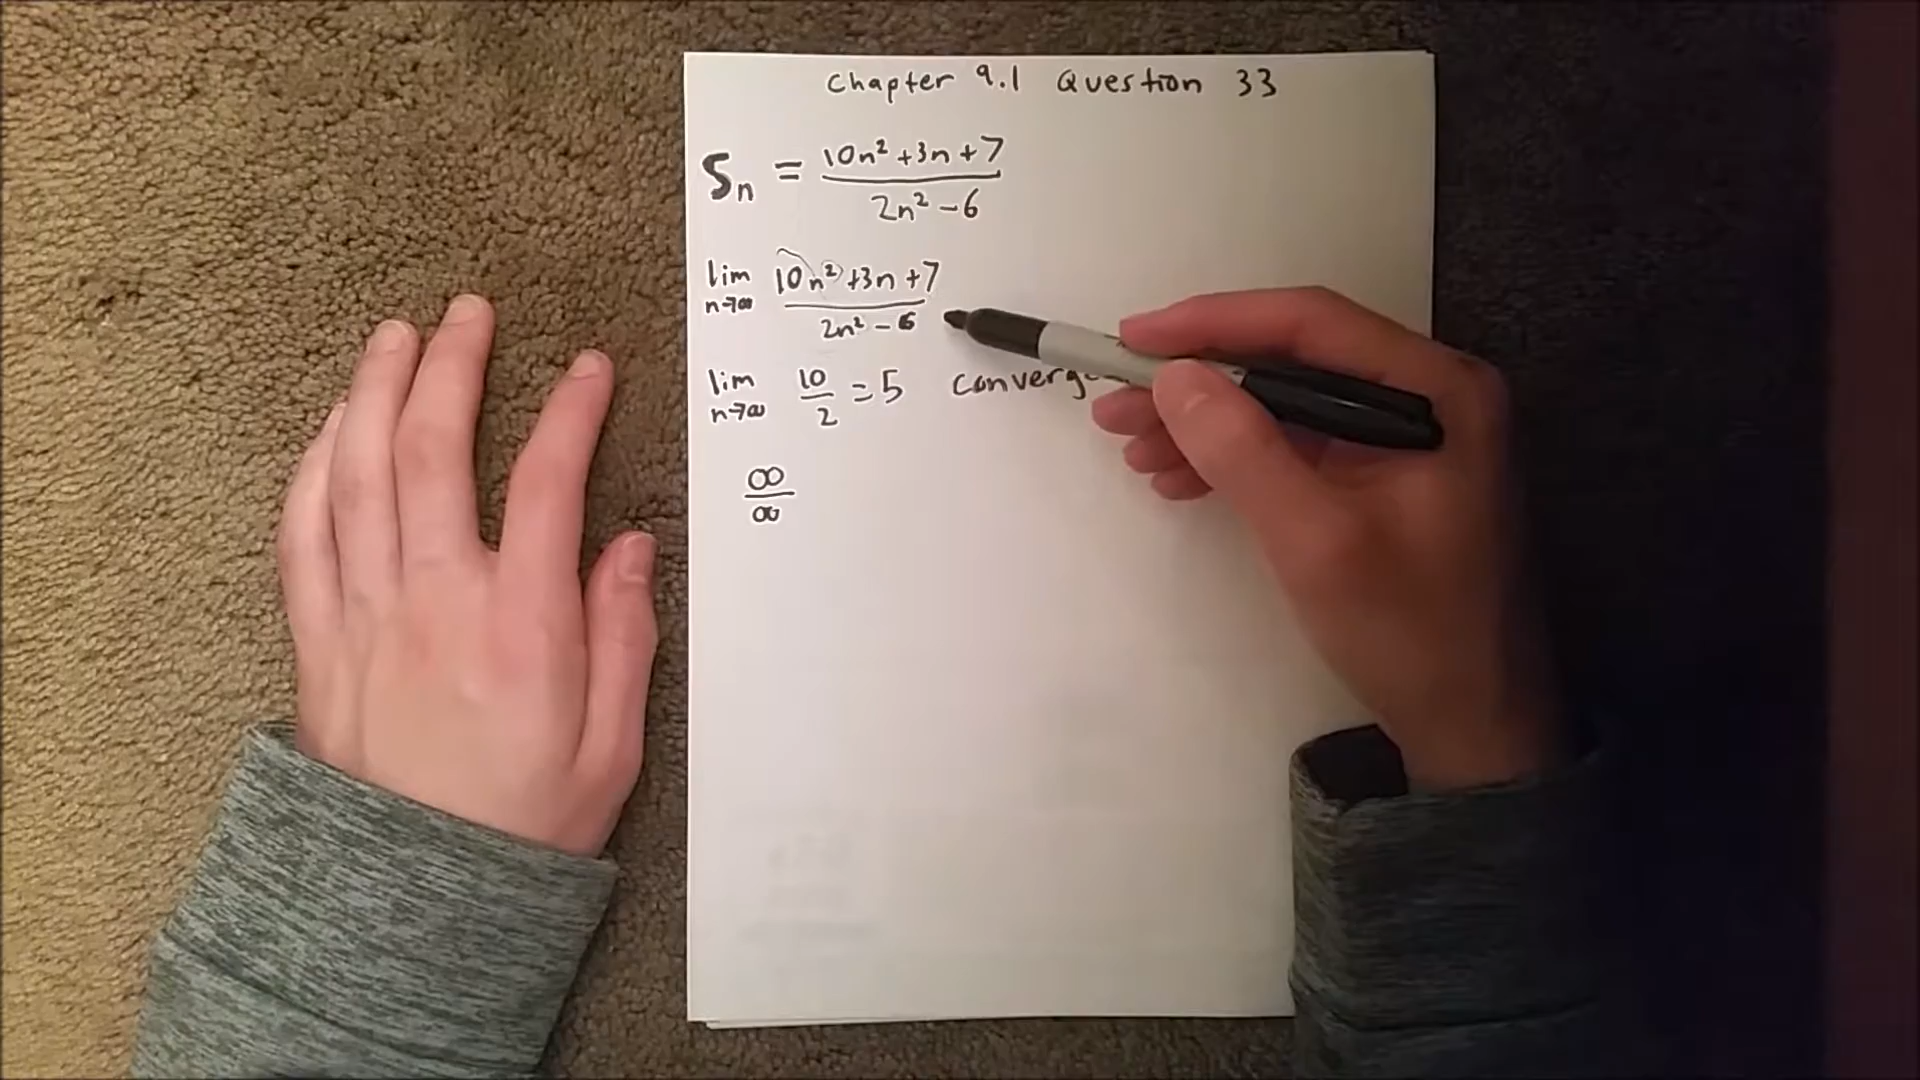 Chapter 9.1 Question 33
Sn = 10n² +3n +7 / 2n² - 6
lim n→∞ 10n² +3n +7 / 2n² - 6
lim n→∞ 10 / 2 = 5
∞ / ∞